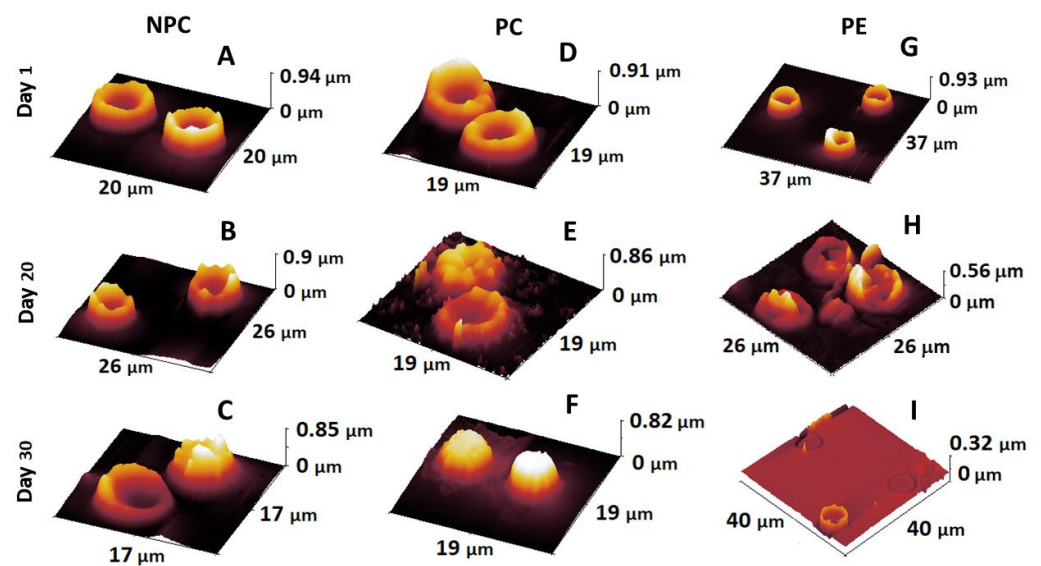 NPC PC PE
Day 1
A
0.94 µm
0 µm
20 µm
20 µm
D
0.91 µm
0 µm
19 µm
19 µm
G
0.93 µm
0 µm
37 µm
37 µm
Day 20
B
0.9 µm
0 µm
26 µm
26 µm
E
0.86 µm
0 µm
19 µm
19 µm
H
0.56 µm
0 µm
26 µm
26 µm
Day 30
C
0.85 µm
0 µm
17 µm
17 µm
F
0.82 µm
0 µm
19 µm
19 µm
I
0.32 µm
0 µm
40 µm
40 µm